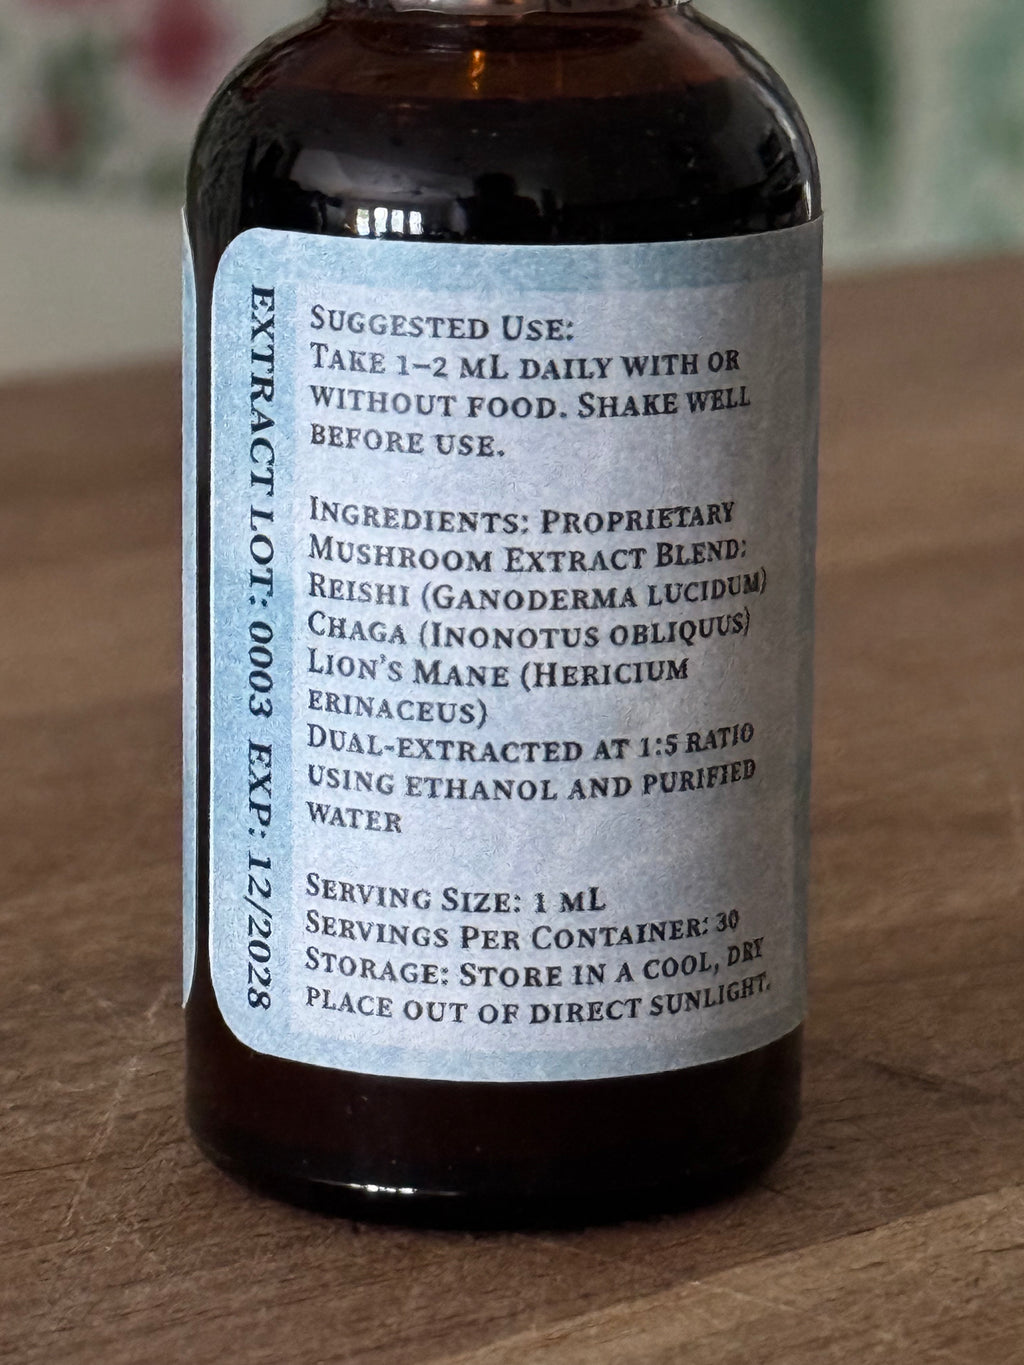 EXTRACT LOT: 0003 EXP: 12/2028
SUGGESTED USE:
TAKE 1–2 ML DAILY WITH OR
WITHOUT FOOD. SHAKE WELL
BEFORE USE.
INGREDIENTS: PROPRIETARY
MUSHROOM EXTRACT BLEND:
REISHI (GANODERMA LUCIDUM)
CHAGA (INONOTUS OBLIQUUS)
LION'S MANE (HERICIUM
ERINACEUS)
DUAL-EXTRACTED AT 1:5 RATIO
USING ETHANOL AND PURIFIED
WATER
SERVING SIZE: 1 ML
SERVINGS PER CONTAINER: 30
STORAGE: STORE IN A COOL, DRY
PLACE OUT OF DIRECT SUNLIGHT.